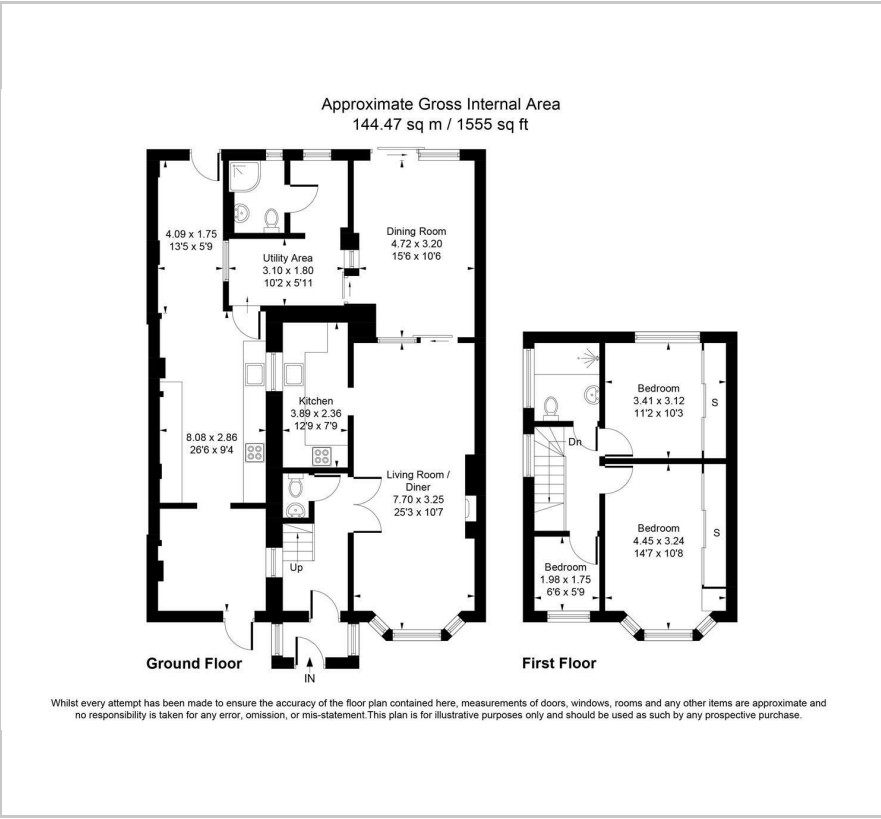 Approximate Gross Internal Area
144.47 sq m / 1555 sq ft
4.09 x 1.75
13'5 x 5'9
Utility Area
3.10 x 1.80
10'2 x 5'11
Dining Room
4.72 x 3.20
15'6 x 10'6
Kitchen
3.89 x 2.36
12'9 x 7'9
8.08 x 2.86
26'6 x 9'4
Living Room /
Diner
7.70 x 3.25
25'3 x 10'7
Up
IN
Ground Floor
Bedroom
3.41 x 3.12
11'2 x 10'3
S
Dn
Bedroom
4.45 x 3.24
14'7 x 10'8
S
Bedroom
1.98 x 1.75
6'6 x 5'9
First Floor
Whilst every attempt has been made to ensure the accuracy of the floor plan contained here, measurements of doors, windows, rooms and any other items are approximate and
no responsibility is taken for any error, omission, or mis-statement.This plan is for illustrative purposes only and should be used as such by any prospective purchase.